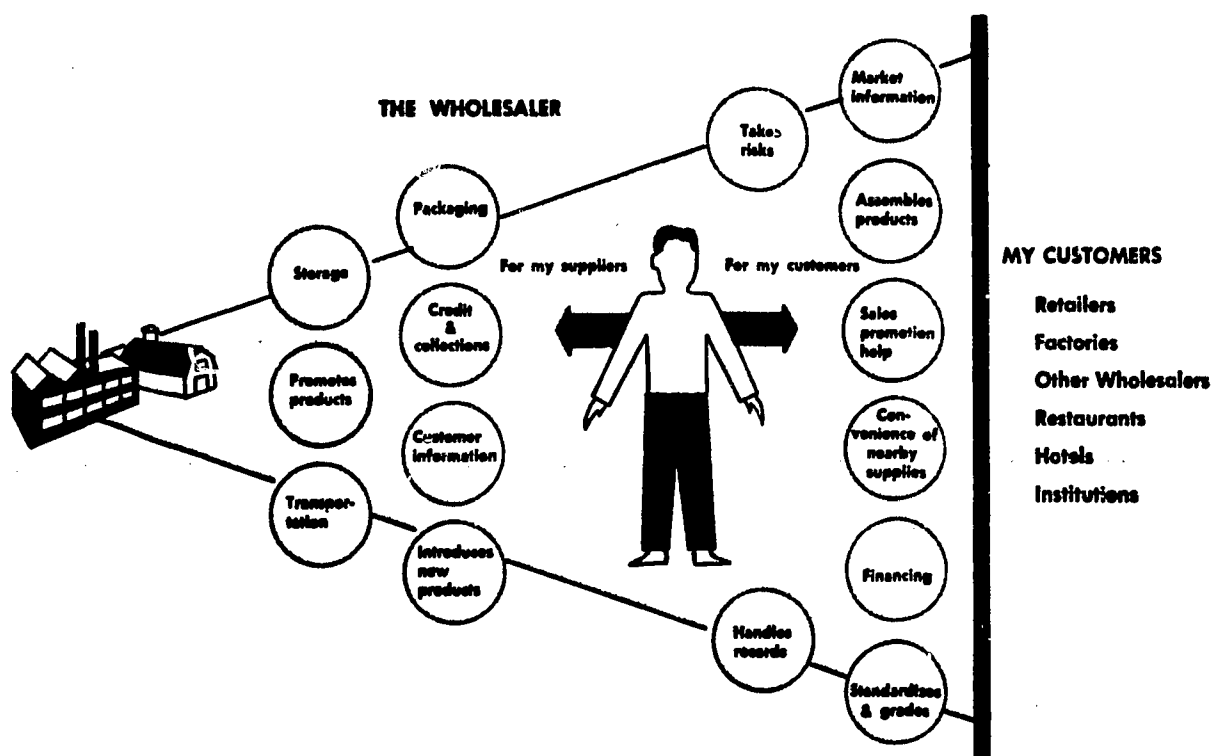 THE WHOLESALER
Storage
Promotes
products
Transpor-
tation
Packaging
Credit
&
collections
Customer
information
Introduces
new
products
For my suppliers
For my customers
Takes
risks
Handles
records
Market
information
Assembles
products
Sales
promotion
help
Con-
venience of
nearby
supplies
Financing
Standardizes
& grades
MY CUSTOMERS
Retailers
Factories
Other Wholesalers
Restaurants
Hotels
Institutions